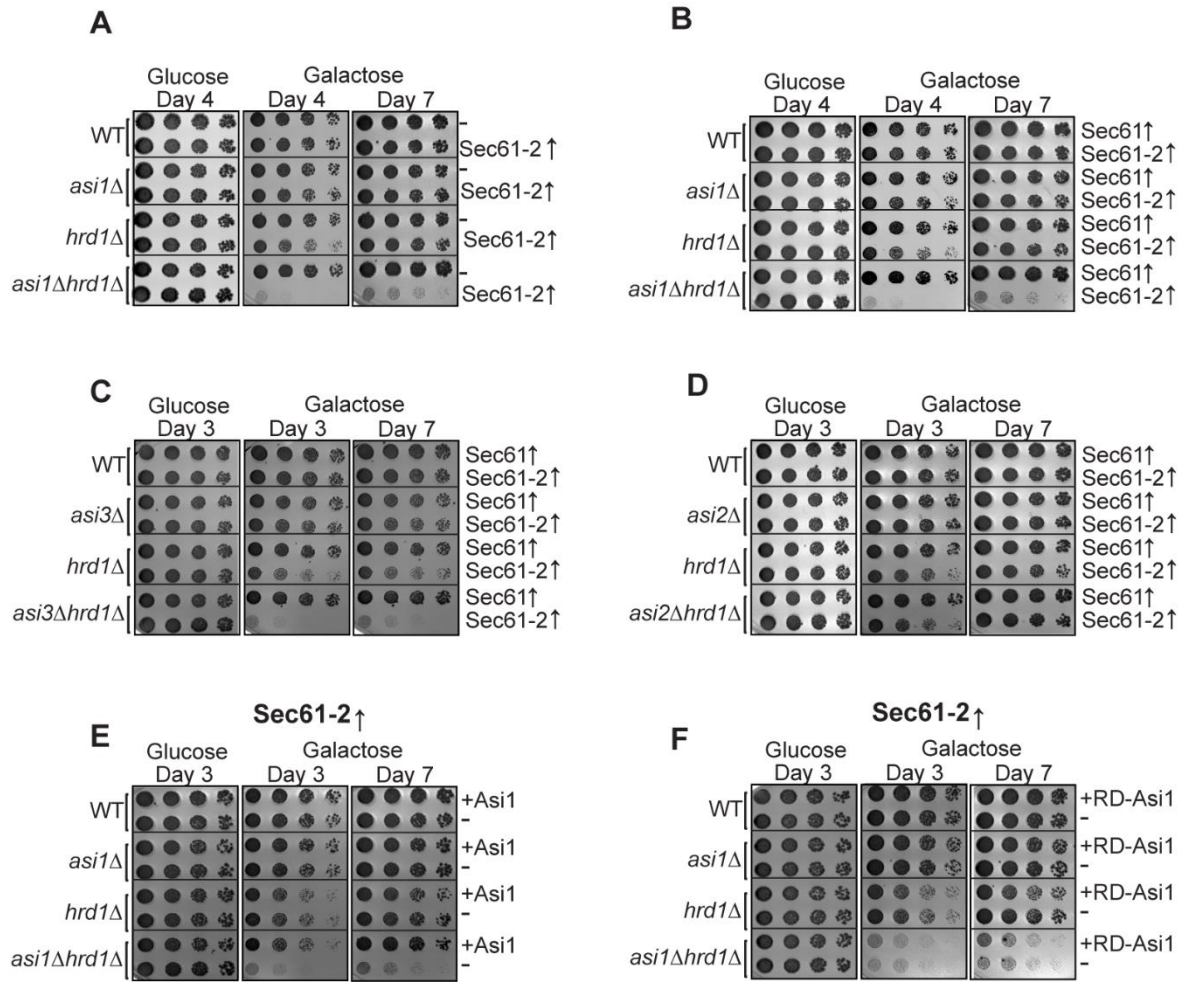 A
Glucose Galactose
Day 4 Day 4 Day 7
WT
-
Sec61-2↑
asi1Δ
-
Sec61-2↑
hrd1Δ
-
Sec61-2↑
asi1Δhrd1Δ
-
Sec61-2↑
B
Glucose Galactose
Day 4 Day 4 Day 7
WT
Sec61↑
Sec61-2↑
asi1Δ
Sec61↑
Sec61-2↑
hrd1Δ
Sec61↑
Sec61-2↑
asi1Δhrd1Δ
Sec61↑
Sec61-2↑
C
Glucose Galactose
Day 3 Day 3 Day 7
WT
Sec61↑
Sec61-2↑
asi3Δ
Sec61↑
Sec61-2↑
hrd1Δ
Sec61↑
Sec61-2↑
asi3Δhrd1Δ
Sec61↑
Sec61-2↑
D
Glucose Galactose
Day 3 Day 3 Day 7
WT
Sec61↑
Sec61-2↑
asi2Δ
Sec61↑
Sec61-2↑
hrd1Δ
Sec61↑
Sec61-2↑
asi2Δhrd1Δ
Sec61↑
Sec61-2↑
Sec61-2↑
E
Glucose Galactose
Day 3 Day 3 Day 7
WT
+Asi1
-
asi1Δ
+Asi1
-
hrd1Δ
+Asi1
-
asi1Δhrd1Δ
+Asi1
-
Sec61-2↑
F
Glucose Galactose
Day 3 Day 3 Day 7
WT
+RD-Asi1
-
asi1Δ
+RD-Asi1
-
hrd1Δ
+RD-Asi1
-
asi1Δhrd1Δ
+RD-Asi1
-